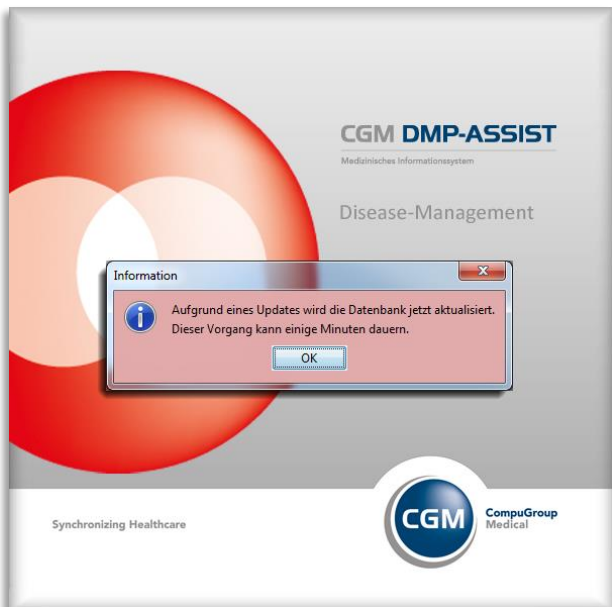 CGM DMP-ASSIST
Medizinisches Informationssystem
Disease-Management
Information
Aufgrund eines Updates wird die Datenbank jetzt aktualisiert.
Dieser Vorgang kann einige Minuten dauern.
OK
Synchronizing Healthcare
CGM
CompuGroup
Medical